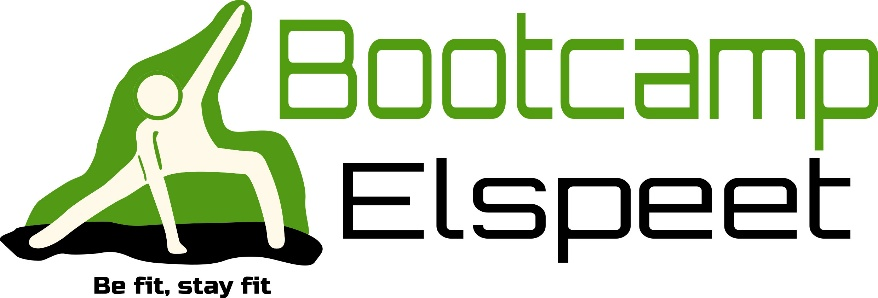 Bootcamp
Elspeet
Be fit, stay fit